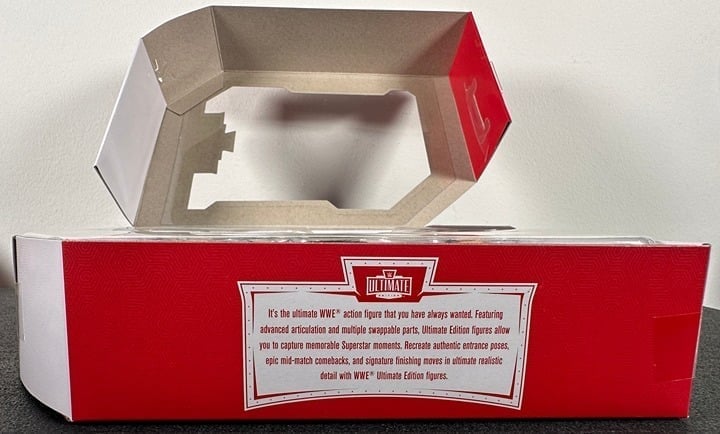 ULTIMATE
EDITION
It's the ultimate WWE® action figure that you have always wanted. Featuring
advanced articulation and multiple swappable parts, Ultimate Edition figures allow
you to capture memorable Superstar moments. Recreate authentic entrance poses,
epic mid-match comebacks, and signature finishing moves in ultimate realistic
detail with WWE® Ultimate Edition figures.